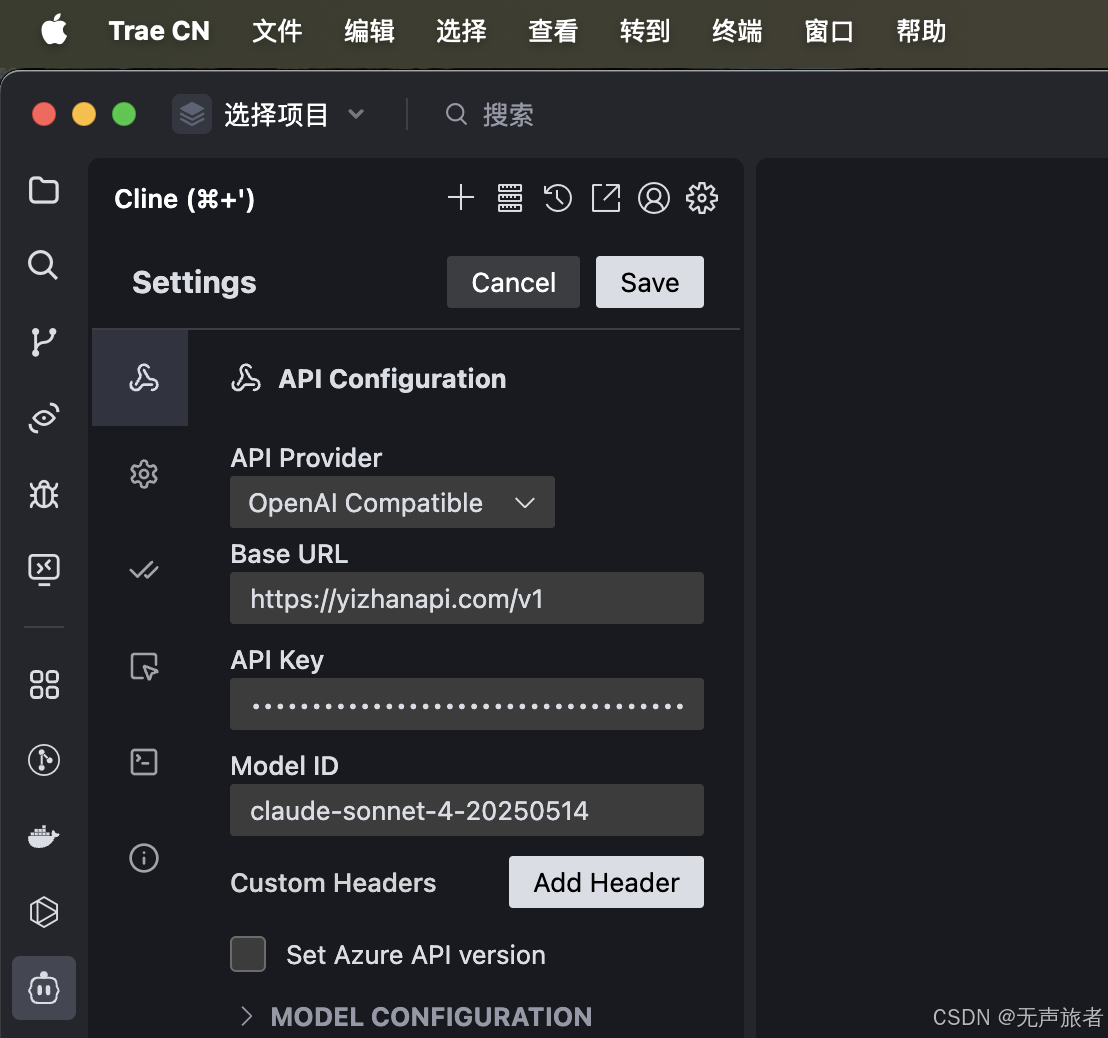 Trae CN 文件 编辑 选择 查看 转到 终端 窗口 帮助
选择项目 搜索
Cline (⌘+')
Settings Cancel Save
API Configuration
API Provider
OpenAI Compatible
Base URL
https://yizhanapi.com/v1
API Key
••••••••••••••••••••••••••••••••••••
Model ID
claude-sonnet-4-20250514
Custom Headers Add Header
Set Azure API version
MODEL CONFIGURATION
CSDN @无声旅者